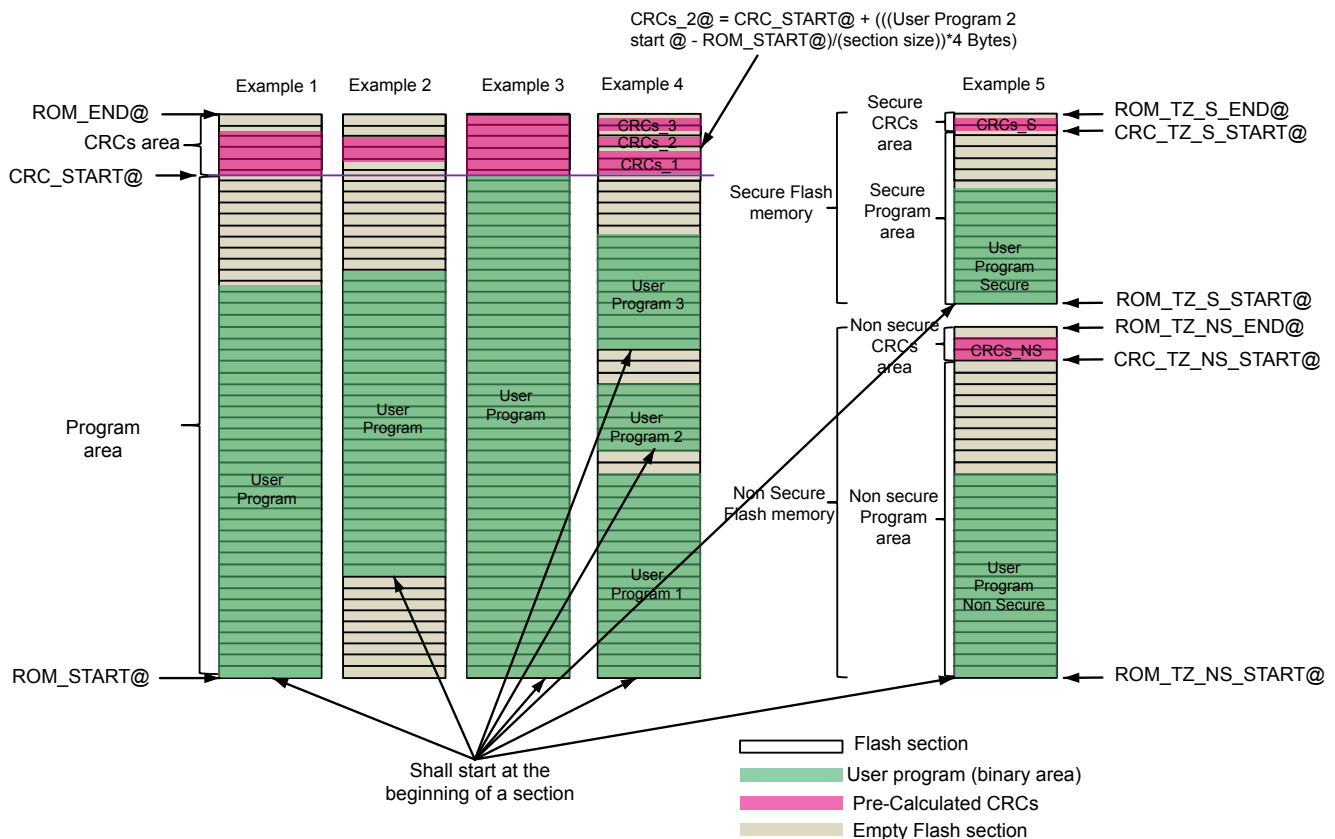 CRCs_2@ = CRC_START@ + (((User Program 2
start @ - ROM_START@)/(section size))*4 Bytes)
Example 1
Example 2
Example 3
Example 4
Example 5
ROM_END@
CRCs area
CRC_START@
Program
area
ROM_START@
User
Program
User
Program
User
Program
CRCs_3
CRCs_2
CRCs_1
User
Program 3
User
Program 2
User
Program 1
Secure Flash
memory
Secure
CRCs
area
Secure
Program
area
CRCs_S
User
Program
Secure
ROM_TZ_S_END@
CRC_TZ_S_START@
ROM_TZ_S_START@
Non Secure
Flash memory
Non secure
CRCs
area
Non secure
Program
area
CRCs_NS
User
Program
Non Secure
ROM_TZ_NS_END@
CRC_TZ_NS_START@
ROM_TZ_NS_START@
Shall start at the
beginning of a section
Flash section
User program (binary area)
Pre-Calculated CRCs
Empty Flash section